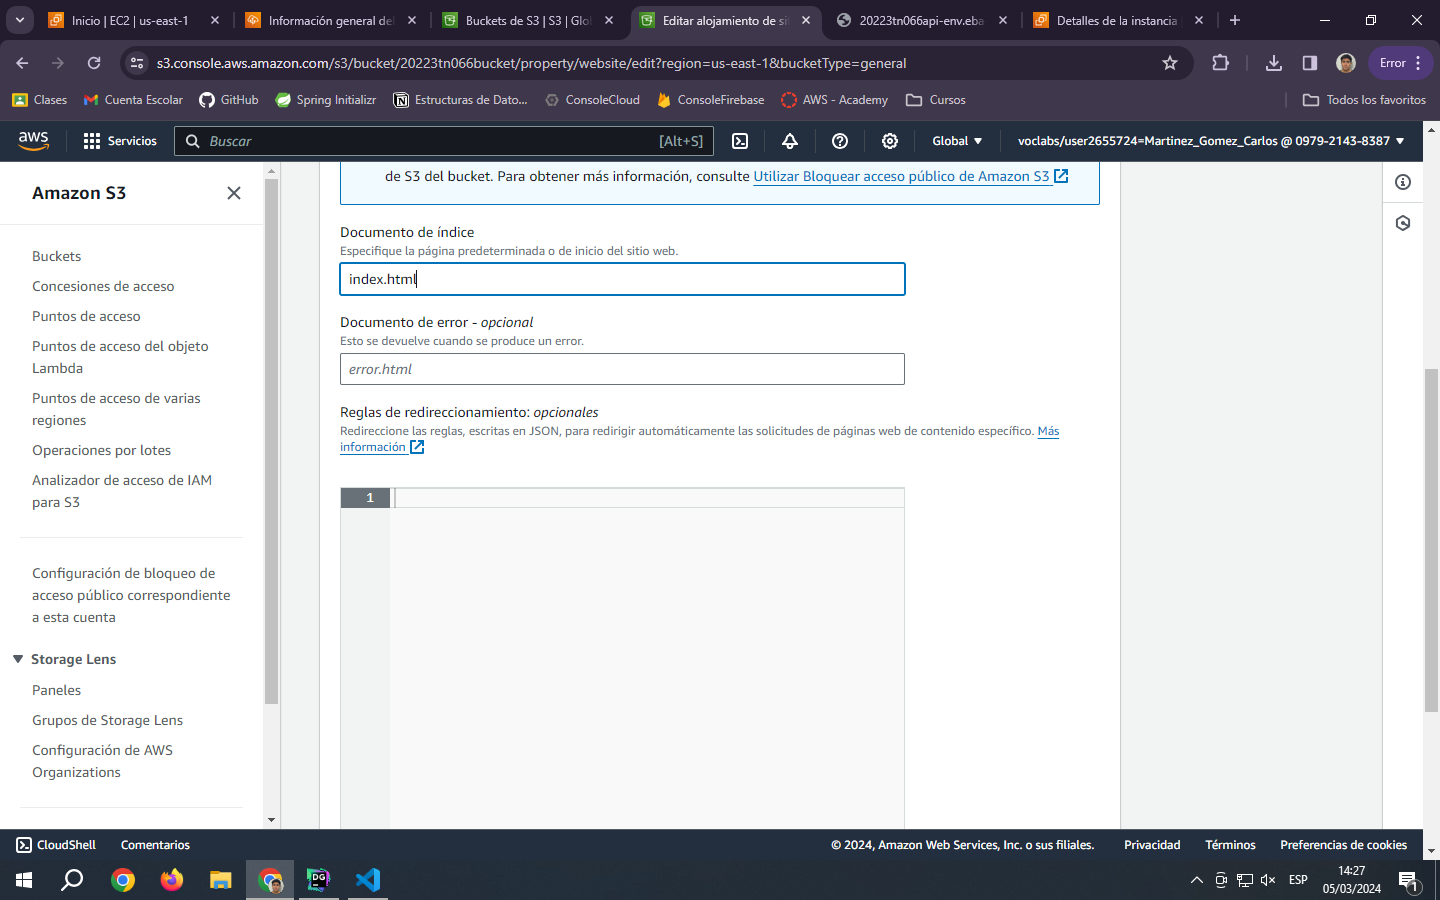 Inicio | EC2 | us-east-1
Información general del
Buckets de S3 | S3 | Glo
Editar alojamiento de sit
20223tn066api-env.eba
Detalles de la instancia
s3.console.aws.amazon.com/s3/bucket/20223tn066bucket/property/website/edit?region=us-east-1&bucketType=general
Error
Clases
Cuenta Escolar
GitHub
Spring Initializr
Estructuras de Dato...
ConsoleCloud
ConsoleFirebase
AWS - Academy
Cursos
Todos los favoritos
aws
Servicios
Buscar
[Alt+S]
Global
voclabs/user2655724=Martinez_Gomez_Carlos @ 0979-2143-8387
Amazon S3
Buckets
Concesiones de acceso
Puntos de acceso
Puntos de acceso del objeto
Lambda
Puntos de acceso de varias
regiones
Operaciones por lotes
Analizador de acceso de IAM
para S3
Configuración de bloqueo de
acceso público correspondiente
a esta cuenta
Storage Lens
Paneles
Grupos de Storage Lens
Configuración de AWS
Organizations
de S3 del bucket. Para obtener más información, consulte Utilizar Bloquear acceso público de Amazon S3
Documento de índice
Especifique la página predeterminada o de inicio del sitio web.
index.html
Documento de error - opcional
Esto se devuelve cuando se produce un error.
error.html
Reglas de redireccionamiento: opcionales
Redireccione las reglas, escritas en JSON, para redirigir automáticamente las solicitudes de páginas web de contenido específico. Más
información
1
CloudShell
Comentarios
© 2024, Amazon Web Services, Inc. o sus filiales.
Privacidad
Términos
Preferencias de cookies
DG
ESP
14:27
05/03/2024
1